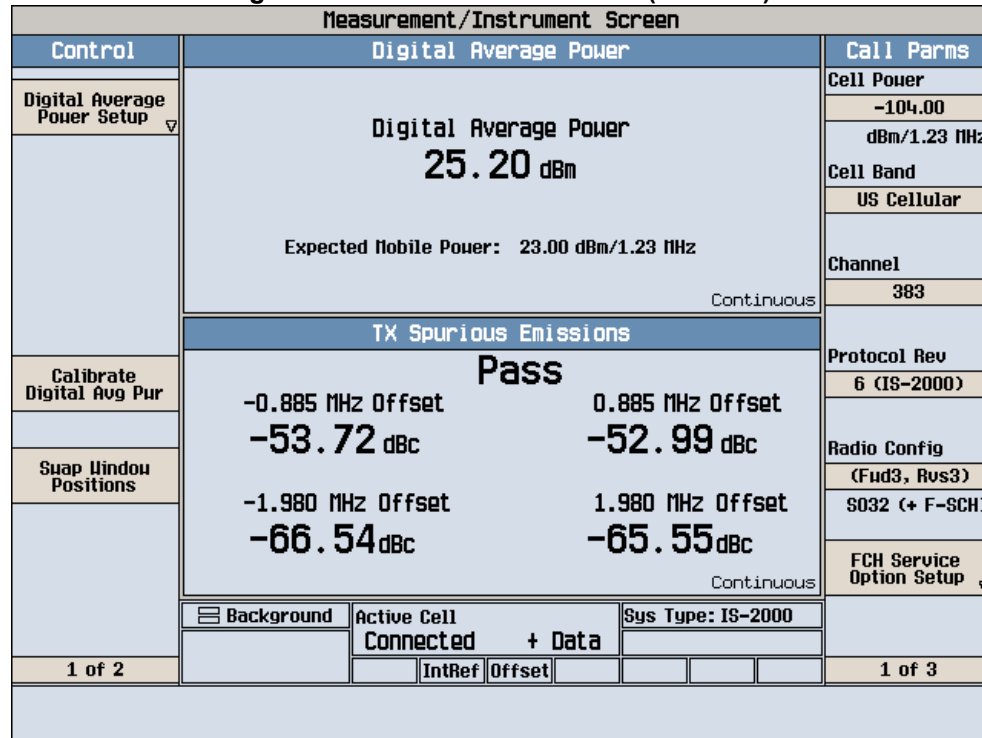 Measurement/Instrument Screen
Control
Digital Average Power Setup
Calibrate Digital Avg Pwr
Swap Window Positions
1 of 2
Digital Average Power
Digital Average Power
25.20 dBm
Expected Mobile Power: 23.00 dBm/1.23 MHz
Continuous
TX Spurious Emissions
Pass
-0.885 MHz Offset 0.885 MHz Offset
-53.72 dBc -52.99 dBc
-1.980 MHz Offset 1.980 MHz Offset
-66.54 dBc -65.55 dBc
Continuous
Background
Active Cell
Connected + Data
Sys Type: IS-2000
IntRef Offset
Call Parms
Cell Power
-104.00
dBm/1.23 MHz
Cell Band
US Cellular
Channel
383
Protocol Rev
6 (IS-2000)
Radio Config
(Fwd3, Rvs3)
SO32 (+ F-SCH)
FCH Service Option Setup
1 of 3